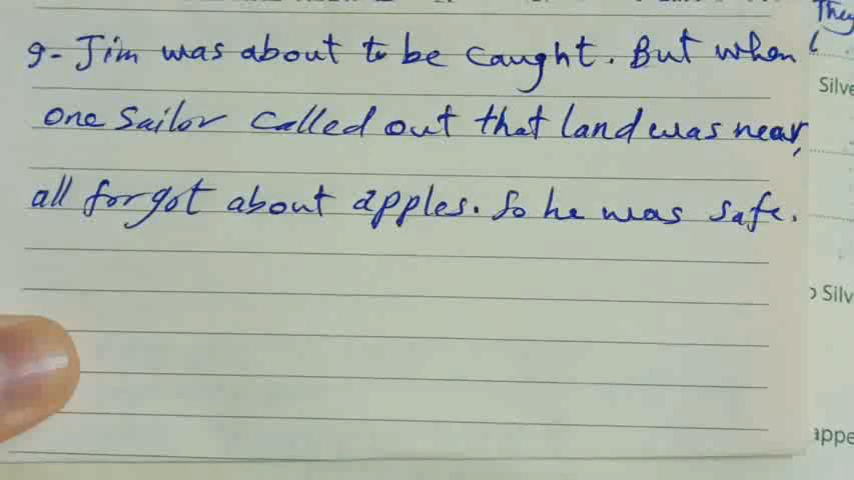 9- Jim was about to be caught. But when
one sailor called out that land was near,
all forgot about apples. So he was safe.
They
Silve
Silv
appe